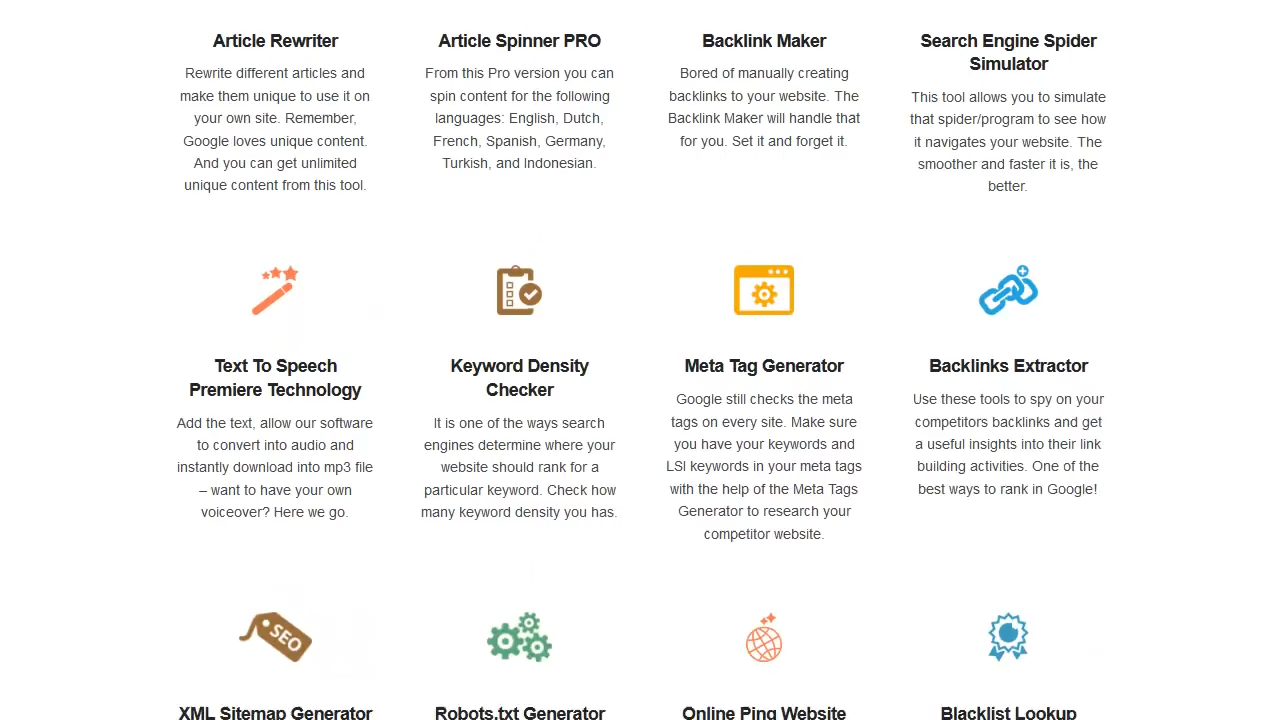 Article Rewriter
Rewrite different articles and
make them unique to use it on
your own site. Remember,
Google loves unique content.
And you can get unlimited
unique content from this tool.
Article Spinner PRO
From this Pro version you can
spin content for the following
languages: English, Dutch,
French, Spanish, Germany,
Turkish, and Indonesian.
Backlink Maker
Bored of manually creating
backlinks to your website. The
Backlink Maker will handle that
for you. Set it and forget it.
Search Engine Spider
Simulator
This tool allows you to simulate
that spider/program to see how
it navigates your website. The
smoother and faster it is, the
better.
Text To Speech
Premiere Technology
Add the text, allow our software
to convert into audio and
instantly download into mp3 file
– want to have your own
voiceover? Here we go.
Keyword Density
Checker
It is one of the ways search
engines determine where your
website should rank for a
particular keyword. Check how
many keyword density you has.
Meta Tag Generator
Google still checks the meta
tags on every site. Make sure
you have your keywords and
LSI keywords in your meta tags
with the help of the Meta Tags
Generator to research your
competitor website.
Backlinks Extractor
Use these tools to spy on your
competitors backlinks and get
a useful insights into their link
building activities. One of the
best ways to rank in Google!
SEO
XML Sitemap Generator
Robots.txt Generator
Online Ping Website
Blacklist Lookup